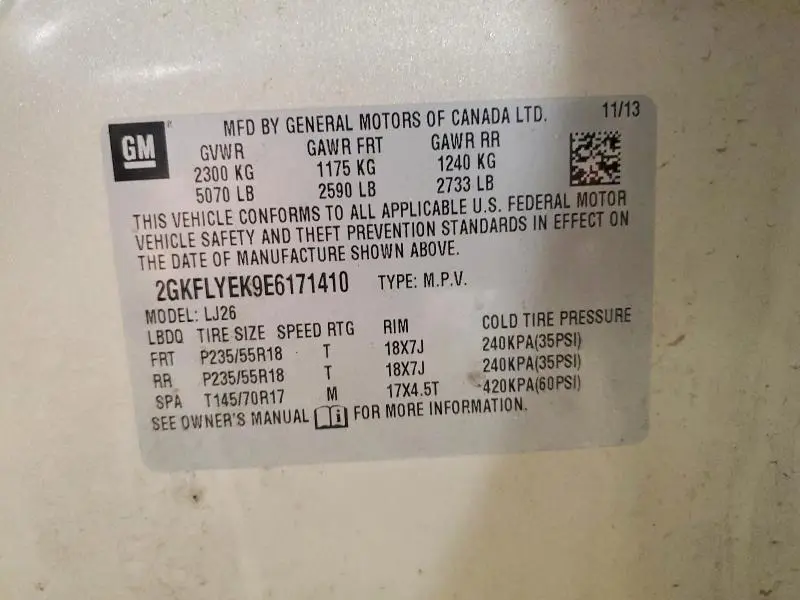 GM
MFD BY GENERAL MOTORS OF CANADA LTD. 11/13
GVWR GAWR FRT GAWR RR
2300 KG 1175 KG 1240 KG
5070 LB 2590 LB 2733 LB
THIS VEHICLE CONFORMS TO ALL APPLICABLE U.S. FEDERAL MOTOR
VEHICLE SAFETY AND THEFT PREVENTION STANDARDS IN EFFECT ON
THE DATE OF MANUFACTURE SHOWN ABOVE.
2GKFLYEK9E6171410 TYPE: M.P.V.
MODEL: LJ26
LBDQ TIRE SIZE SPEED RTG RIM COLD TIRE PRESSURE
FRT P235/55R18 T 18X7J 240KPA(35PSI)
RR P235/55R18 T 18X7J 240KPA(35PSI)
SPA T145/70R17 M 17X4.5T 420KPA(60PSI)
SEE OWNER'S MANUAL i FOR MORE INFORMATION.